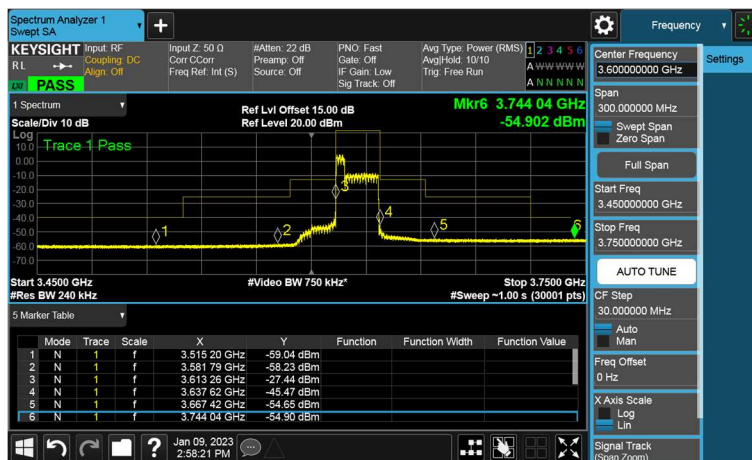 Spectrum Analyzer 1
Swept SA
Frequency
KEYSIGHT
Input: RF
Input Z: 50 Ω
#Atten: 22 dB
PNO: Fast
Avg Type: Power (RMS)
1 2 3 4 5 6
RL
Coupling: DC
Corr CCorr
Preamp: Off
Gate: Off
Avg|Hold: 10/10
A W W W W W
Align: Off
Freq Ref: Int (S)
Source: Off
IF Gain: Low
Trig: Free Run
LXI
PASS
Sig Track: Off
A N N N N N
1 Spectrum
Scale/Div 10 dB
Ref Lvl Offset 15.00 dB
Ref Level 20.00 dBm
Mkr6 3.744 04 GHz
-54.902 dBm
Log
Trace 1 Pass
10.0
0.00
-10.0
-20.0
-30.0
-40.0
-50.0
-60.0
-70.0
1
2
3
4
5
6
Start 3.4500 GHz
#Video BW 750 kHz*
Stop 3.7500 GHz
#Res BW 240 kHz
#Sweep ~1.00 s (30001 pts)
5 Marker Table
Mode Trace Scale X Y Function Function Width Function Value
1 N 1 f 3.515 20 GHz -59.04 dBm
2 N 1 f 3.581 79 GHz -58.23 dBm
3 N 1 f 3.613 26 GHz -27.44 dBm
4 N 1 f 3.637 62 GHz -45.47 dBm
5 N 1 f 3.667 42 GHz -54.65 dBm
6 N 1 f 3.744 04 GHz -54.90 dBm
Jan 09, 2023
2:58:21 PM
Center Frequency
3.600000000 GHz
Settings
Span
300.000000 MHz
Swept Span
Zero Span
Full Span
Start Freq
3.450000000 GHz
Stop Freq
3.750000000 GHz
AUTO TUNE
CF Step
30.000000 MHz
Auto
Man
Freq Offset
0 Hz
X Axis Scale
Log
Lin
Signal Track
(Span Zoom)